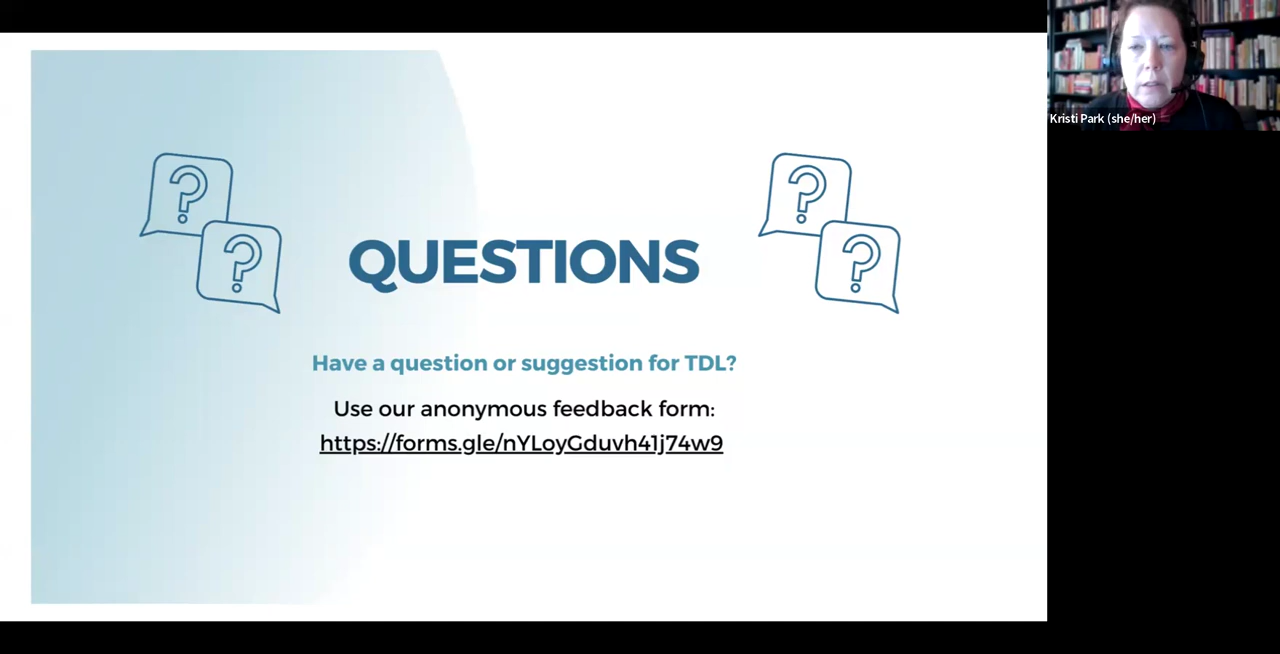 QUESTIONS
Have a question or suggestion for TDL?
Use our anonymous feedback form:
https://forms.gle/nYLoyGduvh41j74w9
Kristi Park (she/her)